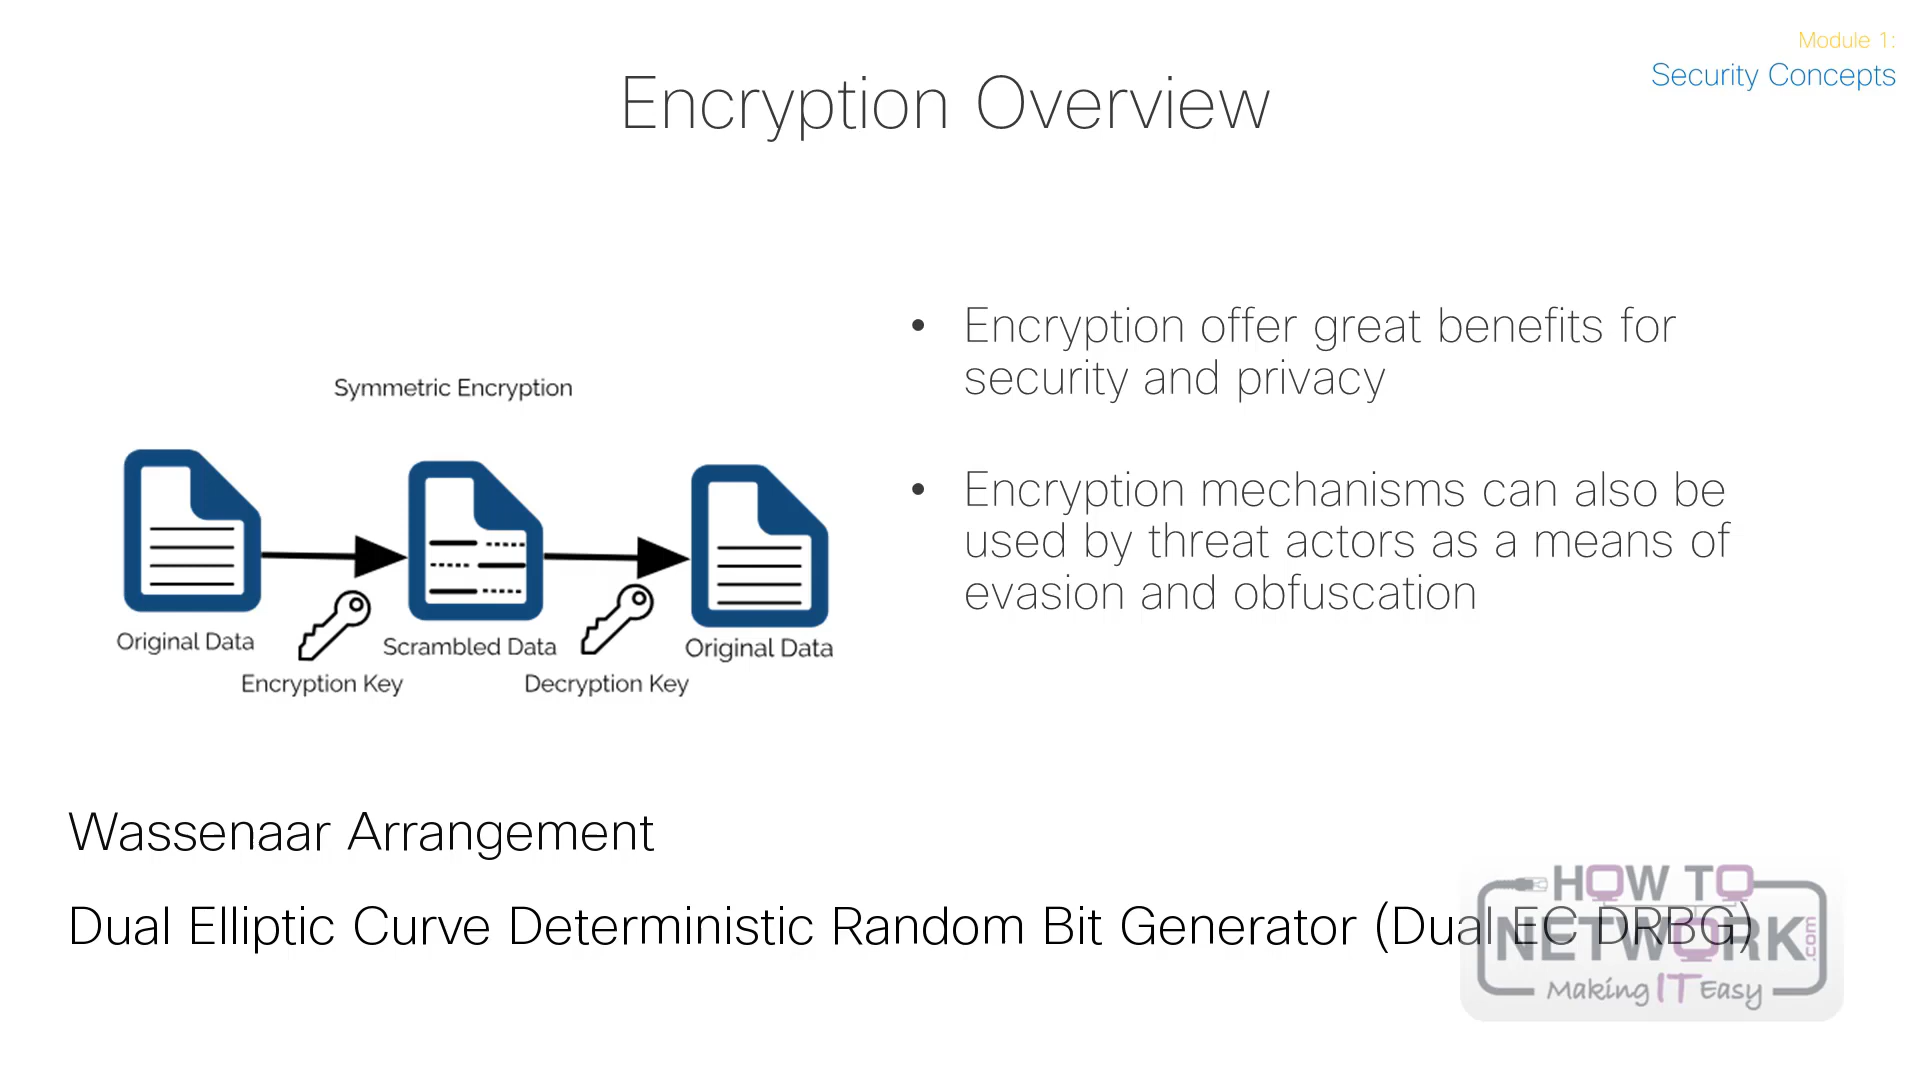 Module 1:
Security Concepts
Encryption Overview
• Encryption offer great benefits for
security and privacy
• Encryption mechanisms can also be
used by threat actors as a means of
evasion and obfuscation
Symmetric Encryption
Original Data
Scrambled Data
Original Data
Encryption Key
Decryption Key
Wassenaar Arrangement
Dual Elliptic Curve Deterministic Random Bit Generator (Dual EC DRBG)
HOW TO
NETWORK.com
Making IT Easy